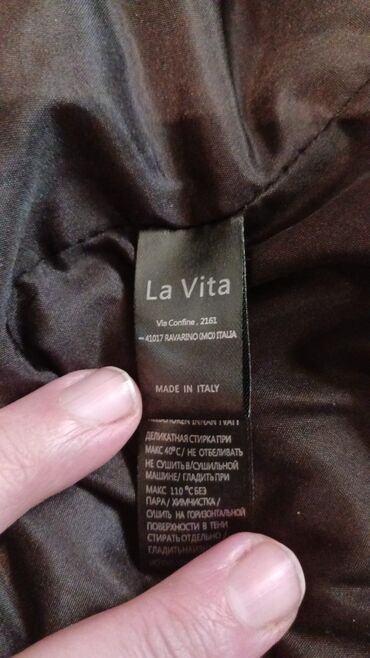 La Vita
Via Confine , 2161
41017 RAVARINO (MO) ITALIA
MADE IN ITALY
ДЕЛИКАТНАЯ СТИРКА ПРИ
МАКС 40°C/ НЕ ОТБЕЛИВАТЬ
НЕ СУШИТЬ В/СУШИЛЬНОЙ
МАШИНЕ/ ГЛАДИТЬ ПРИ
МАКС 110 °C БЕЗ
ПАРА/ ХИМЧИСТКА /
СУШИТЬ НА ГОРИЗОНТАЛЬНОЙ
ПОВЕРХНОСТИ В ТЕНИ
СТИРАТЬ ОТДЕЛЬНО /
ГЛАДИТЬ